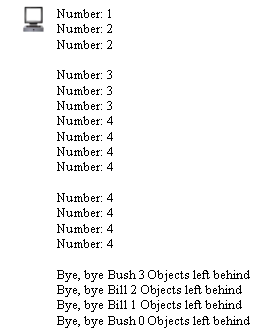 Number: 1
Number: 2
Number: 2
Number: 3
Number: 3
Number: 3
Number: 4
Number: 4
Number: 4
Number: 4
Number: 4
Number: 4
Number: 4
Number: 4
Bye, bye Bush 3 Objects left behind
Bye, bye Bill 2 Objects left behind
Bye, bye Bill 1 Objects left behind
Bye, bye Bush 0 Objects left behind